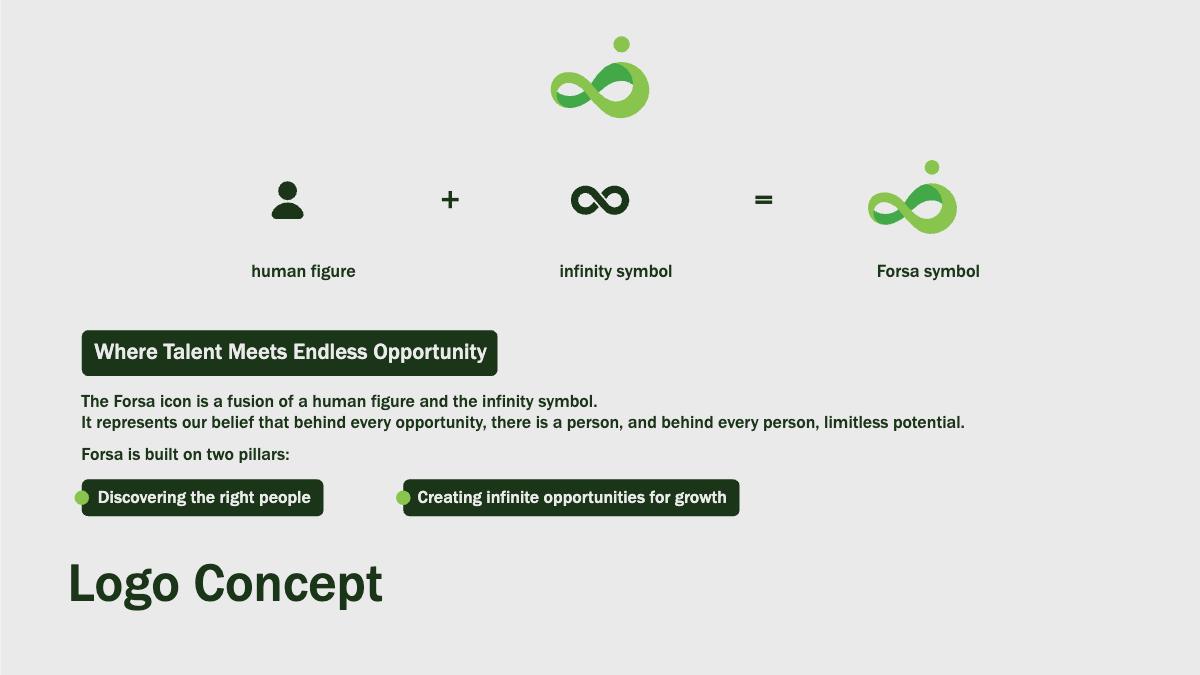 +
=
human figure
infinity symbol
Forsa symbol
Where Talent Meets Endless Opportunity
The Forsa icon is a fusion of a human figure and the infinity symbol.
It represents our belief that behind every opportunity, there is a person, and behind every person, limitless potential.
Forsa is built on two pillars:
Discovering the right people
Creating infinite opportunities for growth
Logo Concept